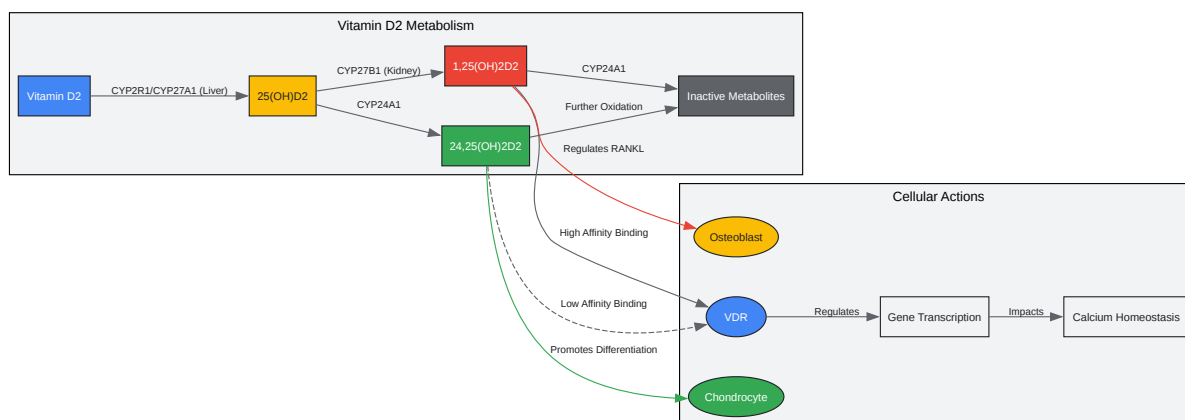 Vitamin D2 Metabolism
Vitamin D2
CYP2R1/CYP27A1 (Liver)
25(OH)D2
CYP27B1 (Kidney)
1,25(OH)2D2
CYP24A1
Inactive Metabolites
CYP24A1
24,25(OH)2D2
Further Oxidation
Regulates RANKL
Cellular Actions
Osteoblast
High Affinity Binding
Low Affinity Binding
VDR
Regulates
Gene Transcription
Impacts
Calcium Homeostasis
Promotes Differentiation
Chondrocyte